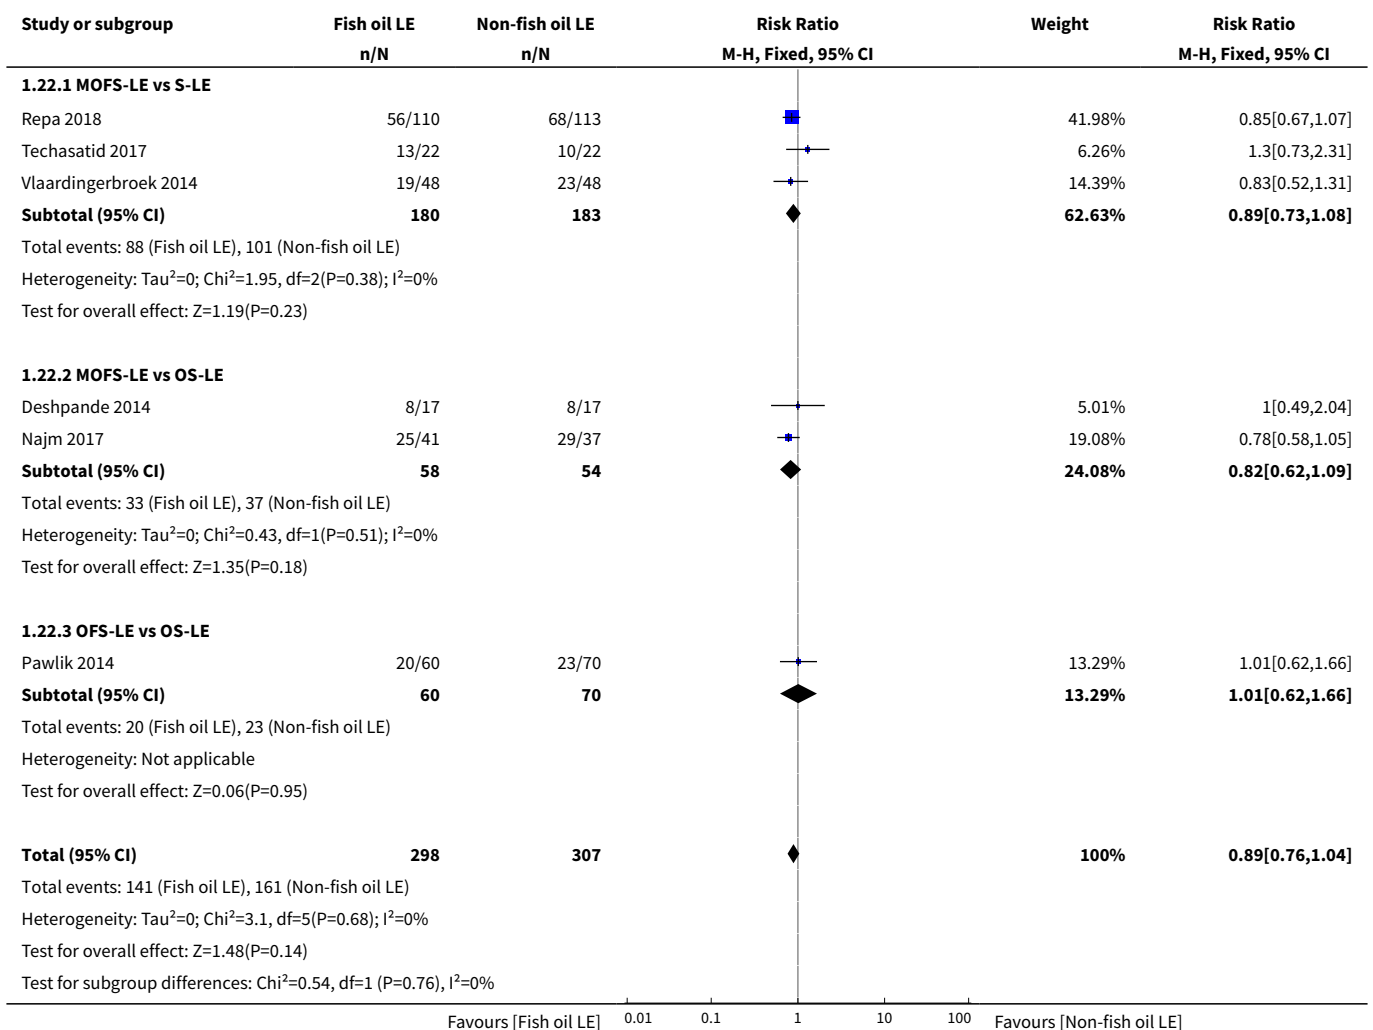 Study or subgroup Fish oil LE Non-fish oil LE Risk Ratio Weight Risk Ratio
n/N n/N M-H, Fixed, 95% CI M-H, Fixed, 95% CI
1.22.1 MOFS-LE vs S-LE
Repa 2018 56/110 68/113 41.98% 0.85[0.67,1.07]
Techasatid 2017 13/22 10/22 6.26% 1.3[0.73,2.31]
Vlaardingerbroek 2014 19/48 23/48 14.39% 0.83[0.52,1.31]
Subtotal (95% CI) 180 183 62.63% 0.89[0.73,1.08]
Total events: 88 (Fish oil LE), 101 (Non-fish oil LE)
Heterogeneity: Tau²=0; Chi²=1.95, df=2(P=0.38); I²=0%
Test for overall effect: Z=1.19(P=0.23)
1.22.2 MOFS-LE vs OS-LE
Deshpande 2014 8/17 8/17 5.01% 1[0.49,2.04]
Najm 2017 25/41 29/37 19.08% 0.78[0.58,1.05]
Subtotal (95% CI) 58 54 24.08% 0.82[0.62,1.09]
Total events: 33 (Fish oil LE), 37 (Non-fish oil LE)
Heterogeneity: Tau²=0; Chi²=0.43, df=1(P=0.51); I²=0%
Test for overall effect: Z=1.35(P=0.18)
1.22.3 OFS-LE vs OS-LE
Pawlik 2014 20/60 23/70 13.29% 1.01[0.62,1.66]
Subtotal (95% CI) 60 70 13.29% 1.01[0.62,1.66]
Total events: 20 (Fish oil LE), 23 (Non-fish oil LE)
Heterogeneity: Not applicable
Test for overall effect: Z=0.06(P=0.95)
Total (95% CI) 298 307 100% 0.89[0.76,1.04]
Total events: 141 (Fish oil LE), 161 (Non-fish oil LE)
Heterogeneity: Tau²=0; Chi²=3.1, df=5(P=0.68); I²=0%
Test for overall effect: Z=1.48(P=0.14)
Test for subgroup differences: Chi²=0.54, df=1 (P=0.76), I²=0%
Favours [Fish oil LE] 0.01 0.1 1 10 100 Favours [Non-fish oil LE]